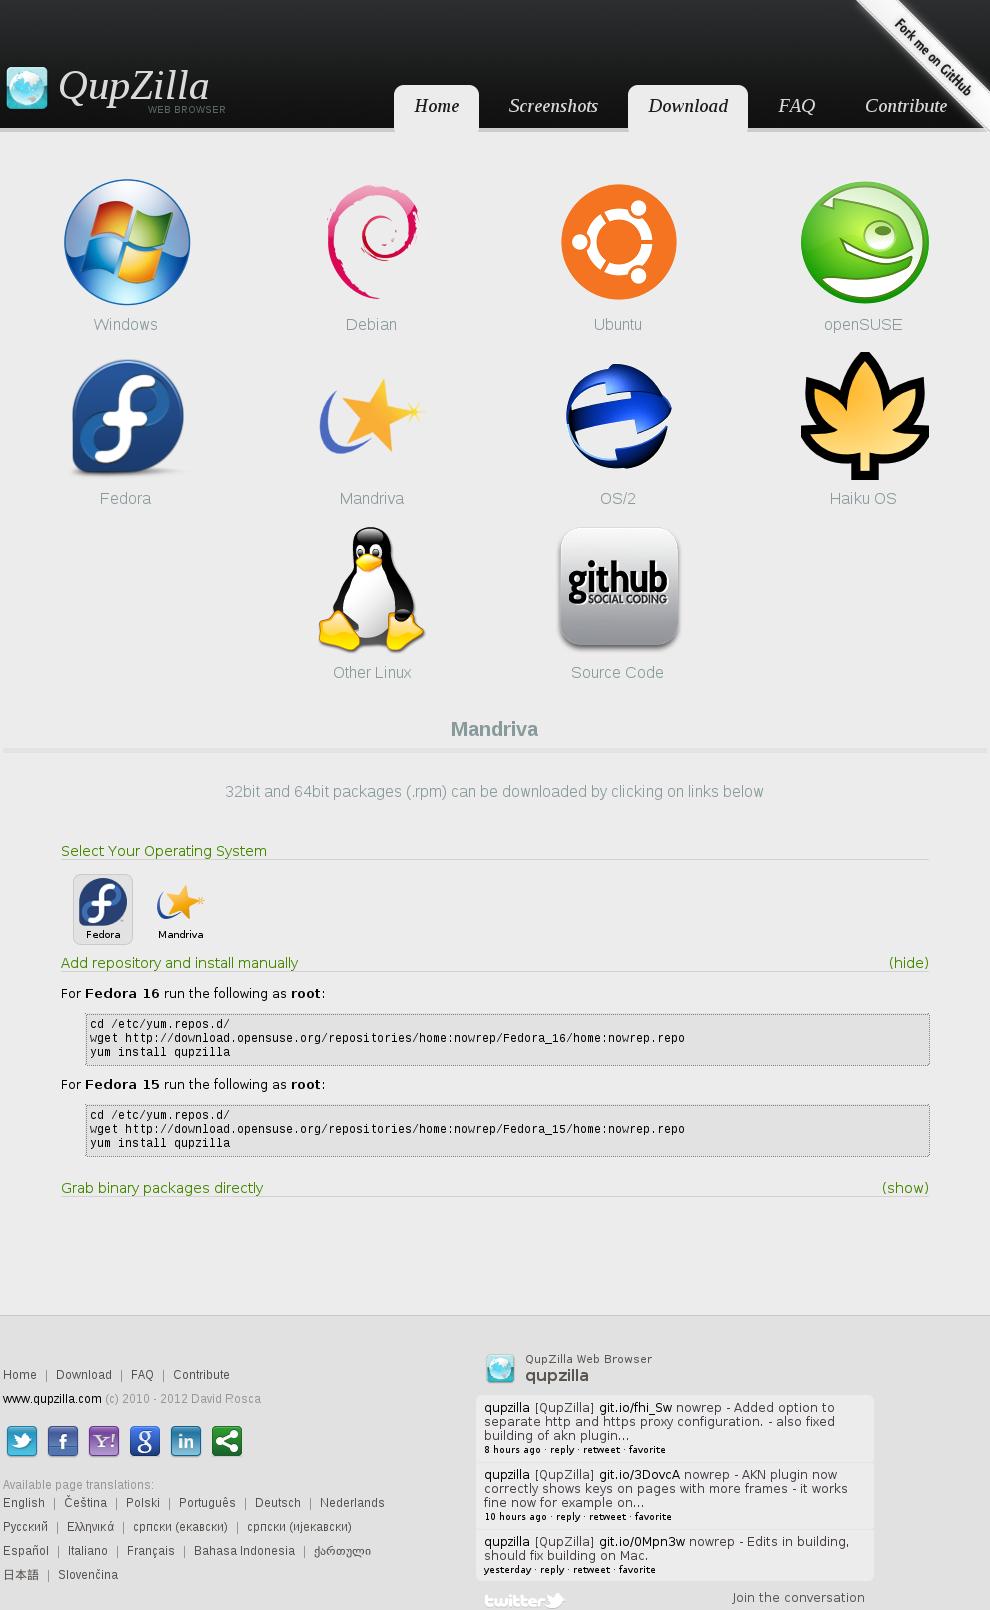 Fork me on GitHub
QupZilla
WEB BROWSER
Home Screenshots Download FAQ Contribute
Windows Debian Ubuntu openSUSE
Fedora Mandriva OS/2 Haiku OS
github
SOCIAL CODING
Other Linux Source Code
Mandriva
32bit and 64bit packages (.rpm) can be downloaded by clicking on links below
Select Your Operating System
Fedora Mandriva
Add repository and install manually (hide)
For Fedora 16 run the following as root:
cd /etc/yum.repos.d/
wget http://download.opensuse.org/repositories/home:nowrep/Fedora_16/home:nowrep.repo
yum install qupzilla
For Fedora 15 run the following as root:
cd /etc/yum.repos.d/
wget http://download.opensuse.org/repositories/home:nowrep/Fedora_15/home:nowrep.repo
yum install qupzilla
Grab binary packages directly (show)
Home | Download | FAQ | Contribute
www.qupzilla.com (c) 2010 - 2012 David Rosca
f Y! g in
Available page translations:
English | Čeština | Polski | Português | Deutsch | Nederlands
Русский | Ελληνικά | српски (екавски) | српски (ијекавски)
Español | Italiano | Français | Bahasa Indonesia | ქართული
日本語 | Slovenčina
QupZilla Web Browser
qupzilla
qupzilla [QupZilla] git.io/fhi_Sw nowrep - Added option to
separate http and https proxy configuration. - also fixed
building of akn plugin...
8 hours ago · reply · retweet · favorite
qupzilla [QupZilla] git.io/3DovcA nowrep - AKN plugin now
correctly shows keys on pages with more frames - it works
fine now for example on...
10 hours ago · reply · retweet · favorite
qupzilla [QupZilla] git.io/0Mpn3w nowrep - Edits in building,
should fix building on Mac.
yesterday · reply · retweet · favorite
twitter Join the conversation